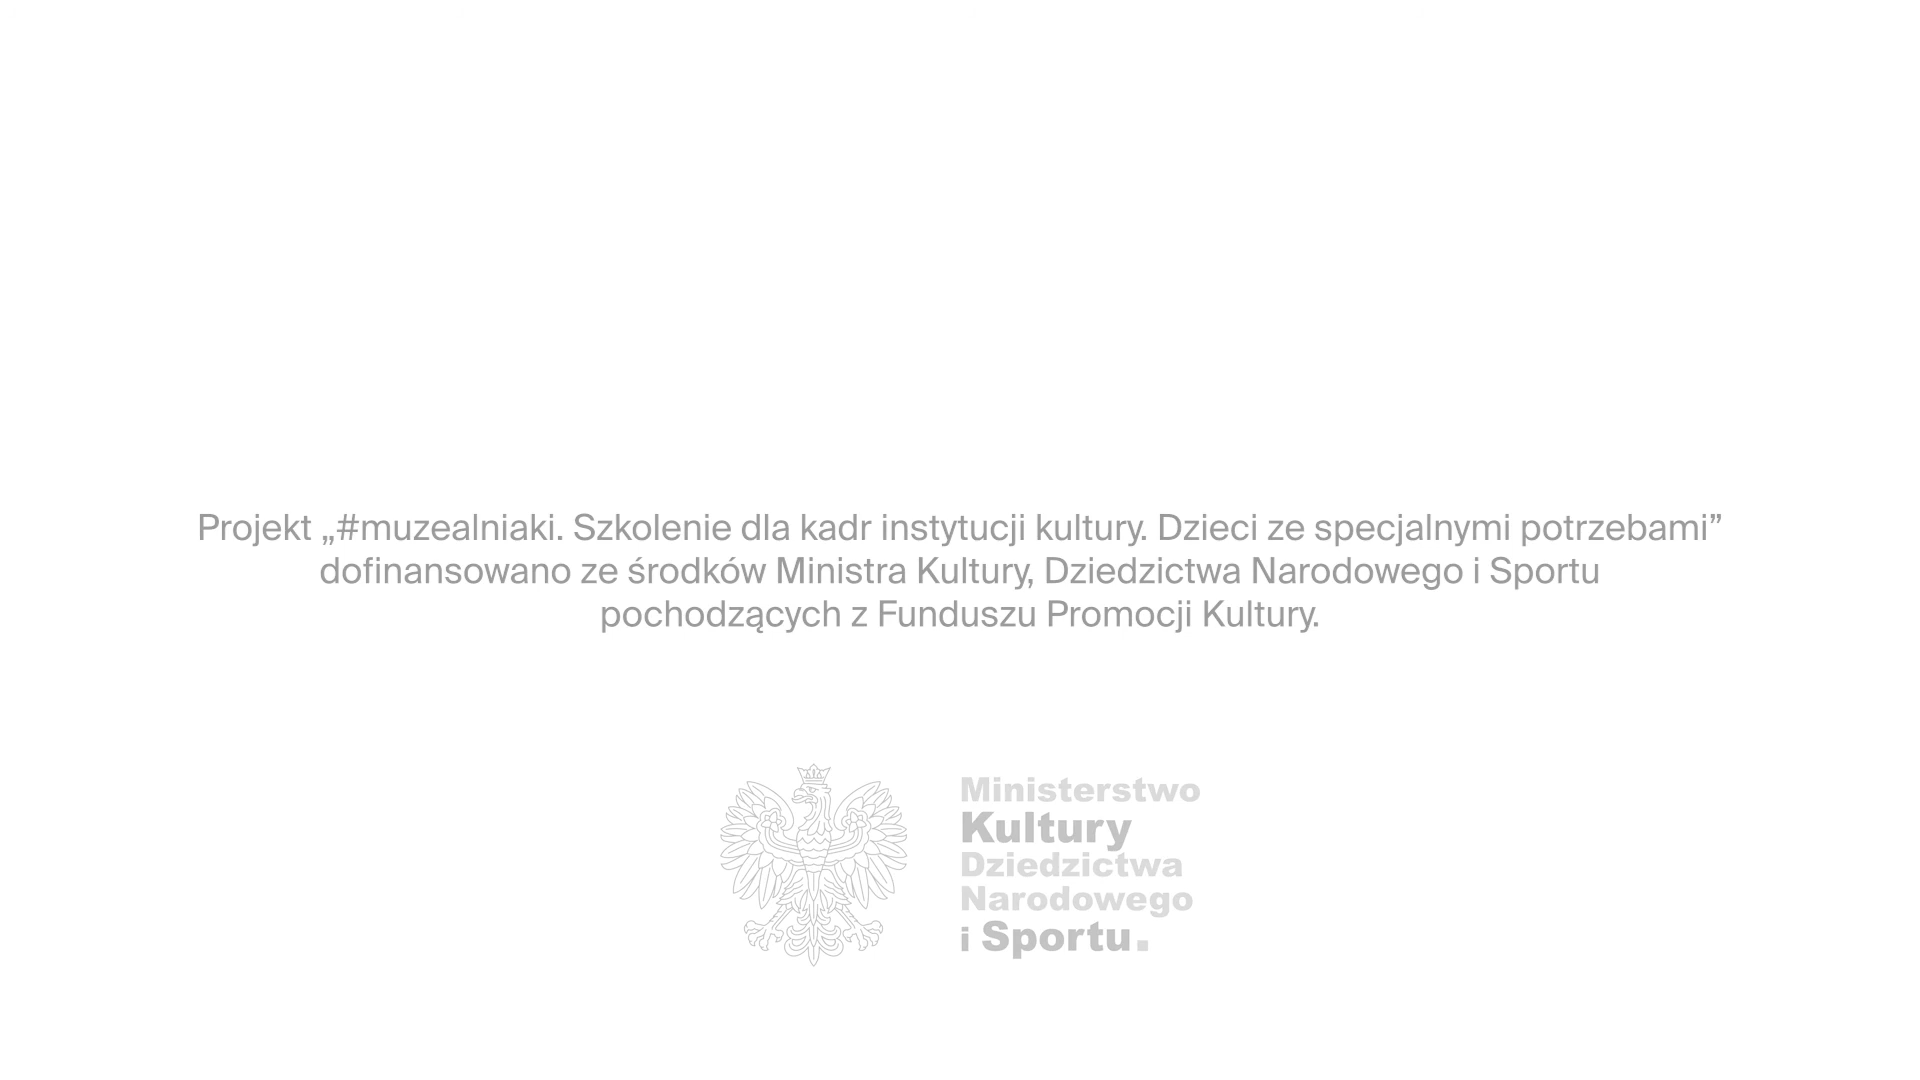 Projekt „#muzealniaki. Szkolenie dla kadr instytucji kultury. Dzieci ze specjalnymi potrzebami”
dofinansowano ze środków Ministra Kultury, Dziedzictwa Narodowego i Sportu
pochodzących z Funduszu Promocji Kultury.
Ministerstwo
Kultury
Dziedzictwa
Narodowego
i Sportu.